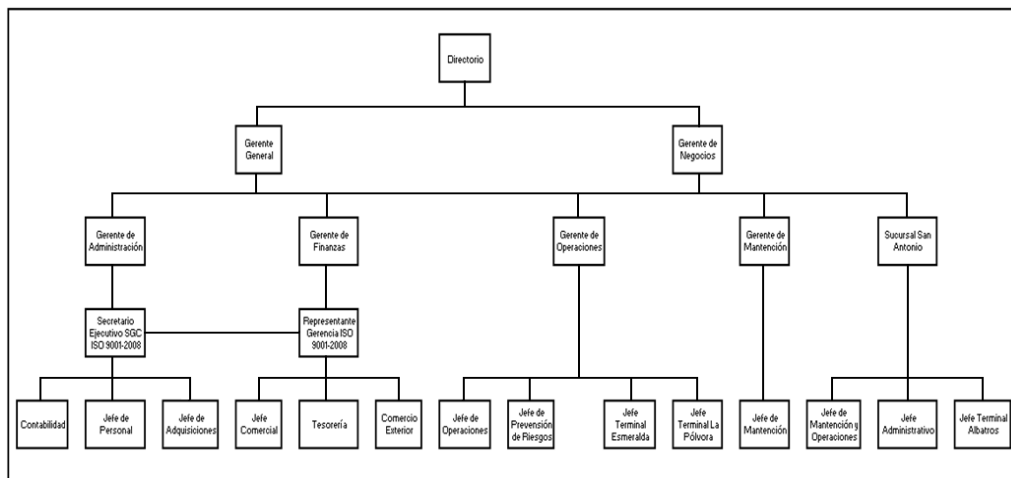 Directorio
Gerente
General
Gerente de
Negocios
Gerente de
Administración
Gerente de
Finanzas
Gerente de
Operaciones
Gerente de
Mantención
Sucursal San
Antonio
Secretario
Ejecutivo SGC
ISO 9001-2008
Representante
Gerencia ISO
9001-2008
Contabilidad
Jefe de
Personal
Jefe de
Adquisiciones
Jefe
Comercial
Tesorería
Comercio
Exterior
Jefe de
Operaciones
Jefe de
Prevención
de Riesgos
Jefe
Terminal
Esmeralda
Jefe
Terminal La
Pólvora
Jefe de
Mantención
Jefe de
Mantención y
Operaciones
Jefe
Administrativo
Jefe Terminal
Albatros